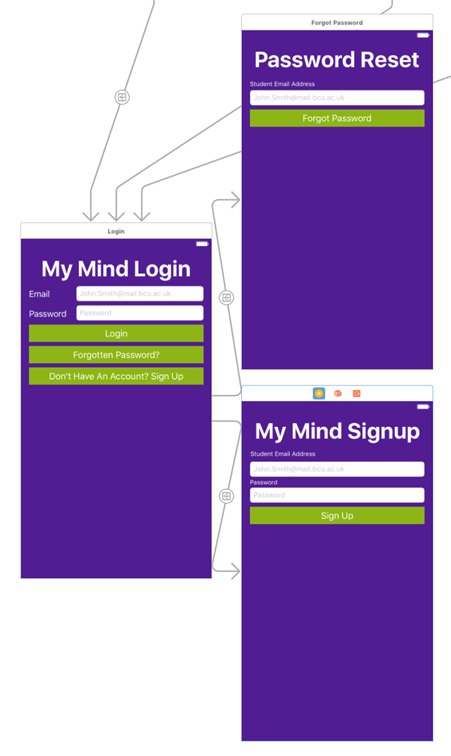 Forgot Password
Password Reset
Student Email Address
John.Smith@mail.bcu.ac.uk
Forgot Password
Login
My Mind Login
Email
John.Smith@mail.bcu.ac.uk
Password
Password
Login
Forgotten Password?
Don't Have An Account? Sign Up
My Mind Signup
Student Email Address
John.Smith@mail.bcu.ac.uk
Password
Password
Sign Up